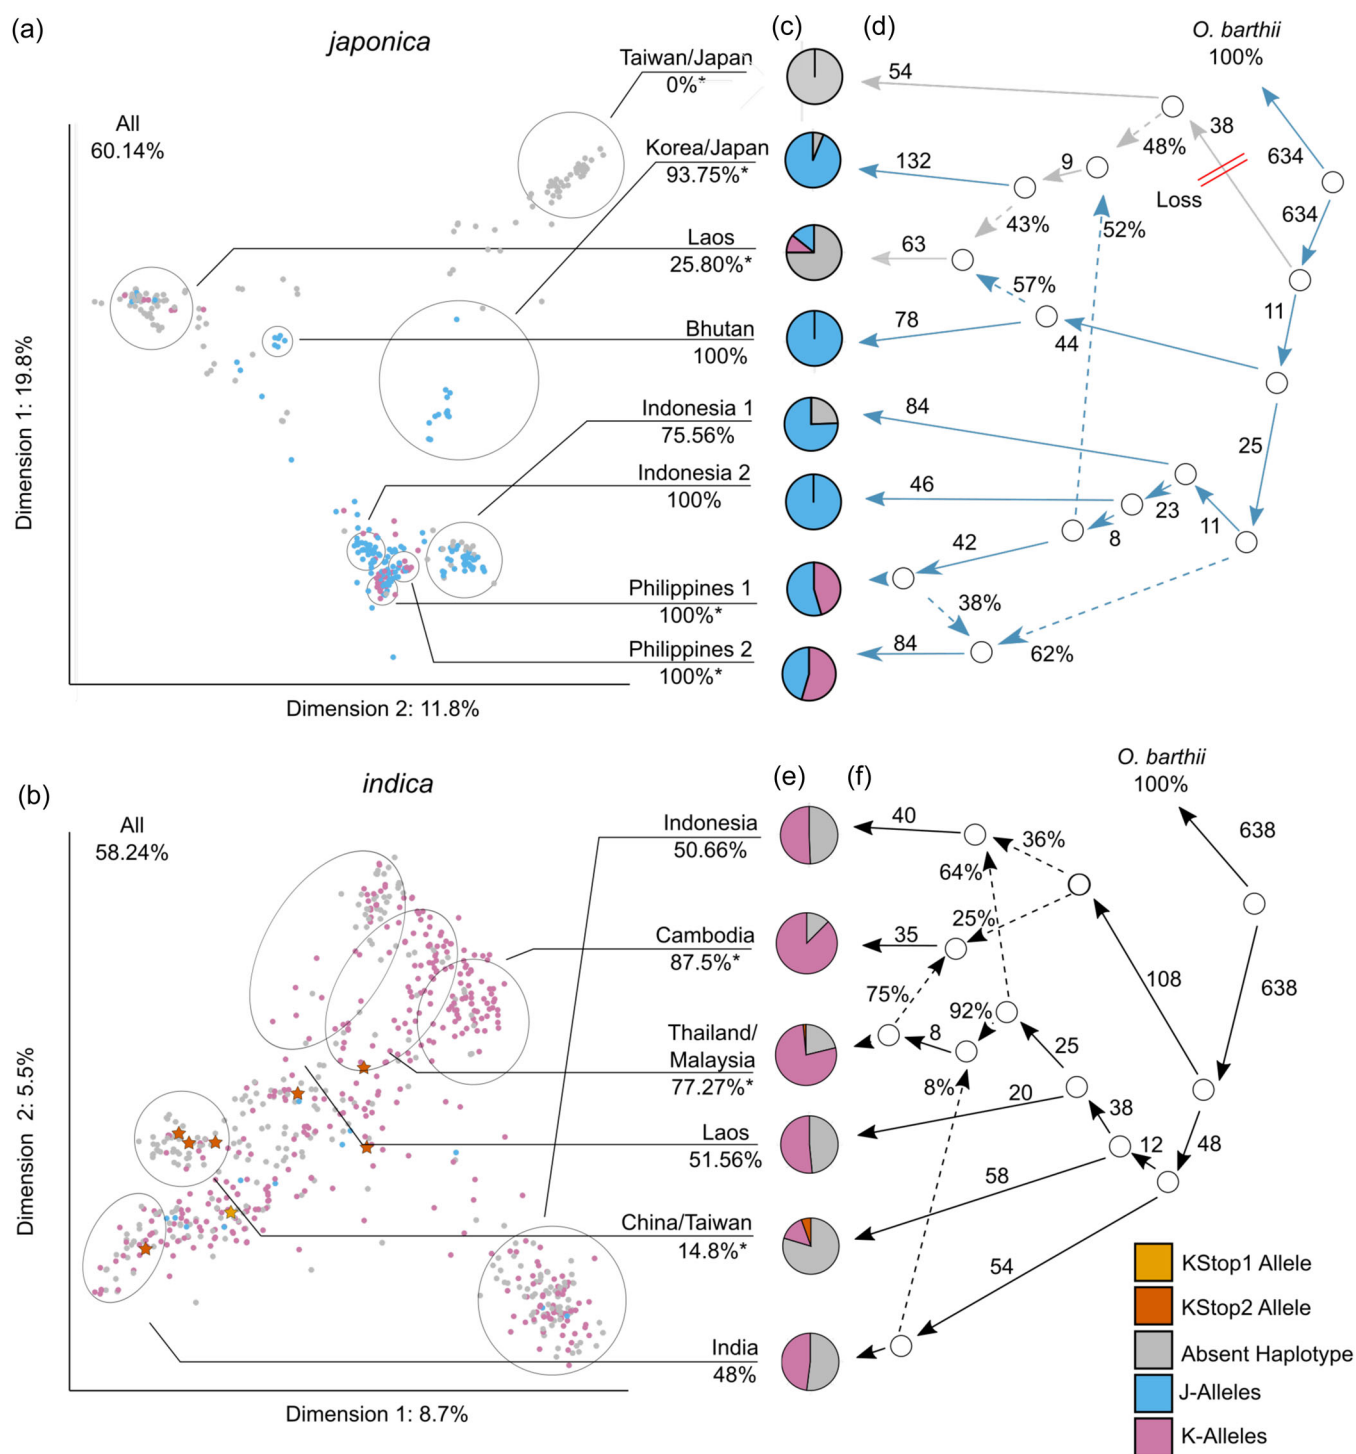 (a)
japonica
(c)
(d)
O. barthii
100%
All
60.14%
Taiwan/Japan
0%*
Korea/Japan
93.75%*
Laos
25.80%*
Bhutan
100%
Indonesia 1
75.56%
Indonesia 2
100%
Philippines 1
100%*
Philippines 2
100%*
Dimension 1: 19.8%
Dimension 2: 11.8%
54
38
48%
634
9
132
Loss
634
43%
52%
63
57%
11
78
44
84
25
46
23
11
8
42
38%
84
62%
(b)
indica
(e)
(f)
O. barthii
100%
All
58.24%
Indonesia
50.66%
Cambodia
87.5%*
Thailand/
Malaysia
77.27%*
Laos
51.56%
China/Taiwan
14.8%*
India
48%
Dimension 2: 5.5%
Dimension 1: 8.7%
40
36%
638
64%
25%
35
108
638
75%
92%
8
25
8%
20
38
12
48
58
54
KStop1 Allele
KStop2 Allele
Absent Haplotype
J-Alleles
K-Alleles